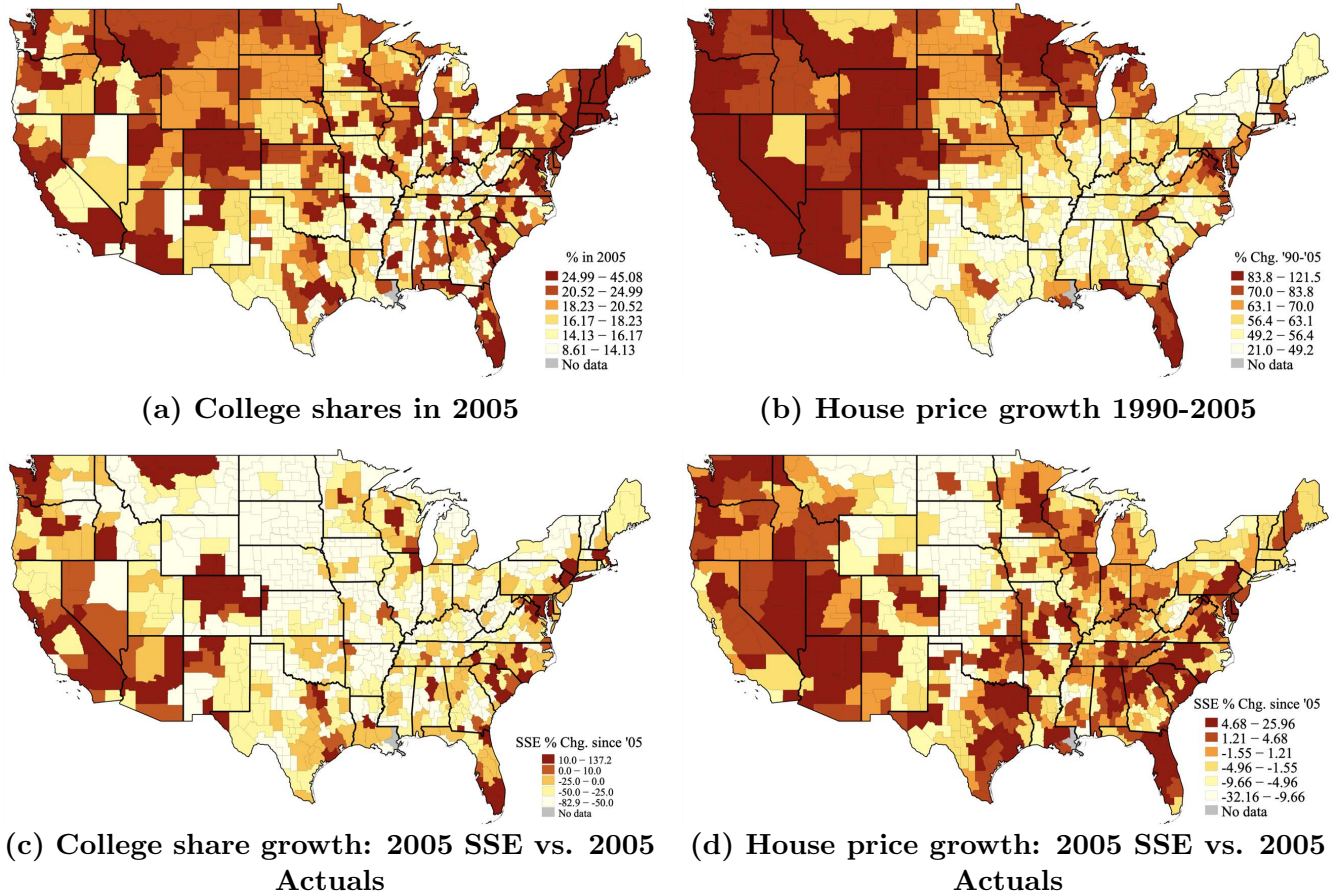 % in 2005
24.99 – 45.08
20.52 – 24.99
18.23 – 20.52
16.17 – 18.23
14.13 – 16.17
8.61 – 14.13
No data
(a) College shares in 2005
% Chg. '90-'05
83.8 – 121.5
70.0 – 83.8
63.1 – 70.0
56.4 – 63.1
49.2 – 56.4
21.0 – 49.2
No data
(b) House price growth 1990-2005
SSE % Chg. since '05
10.0 – 137.2
0.0 – 10.0
-25.0 – 0.0
-50.0 – -25.0
-82.9 – -50.0
No data
(c) College share growth: 2005 SSE vs. 2005
Actuals
SSE % Chg. since '05
4.68 – 25.96
1.21 – 4.68
-1.55 – 1.21
-4.96 – -1.55
-9.66 – -4.96
-32.16 – -9.66
No data
(d) House price growth: 2005 SSE vs. 2005
Actuals